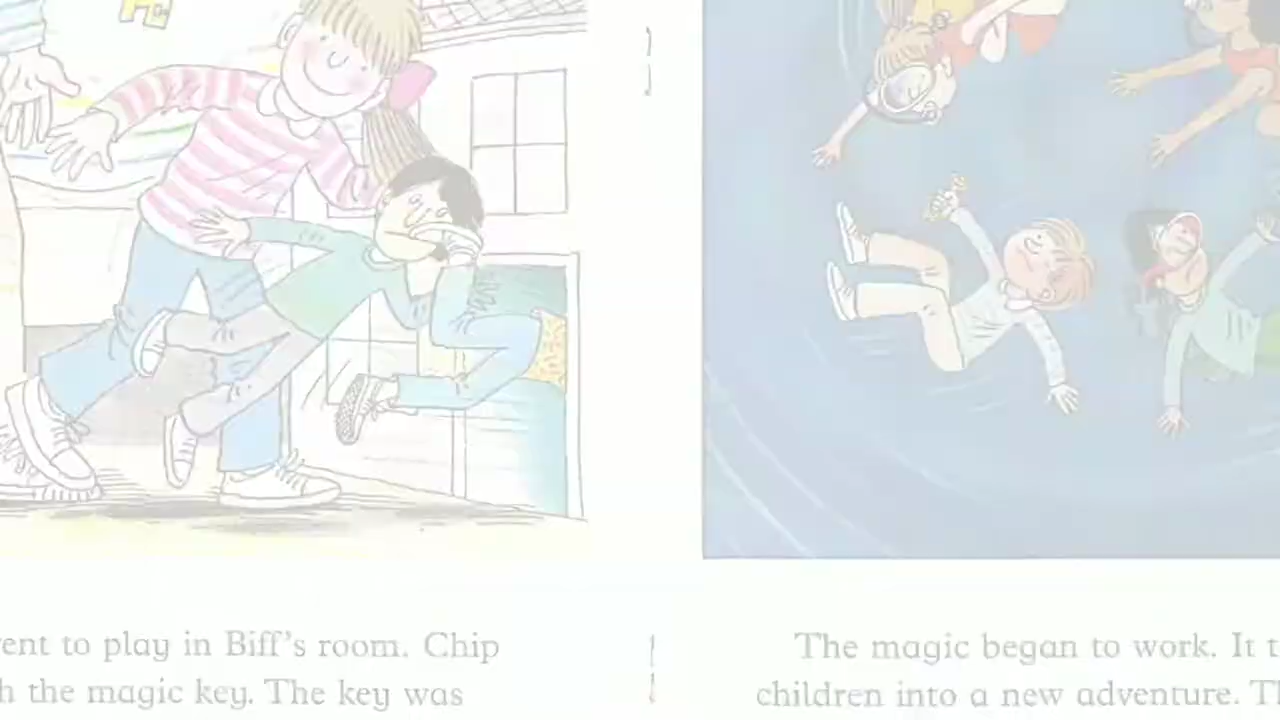 to play in Biff's room. Chip
the magic key. The key was
The magic began to work. It
children into a new adventure.